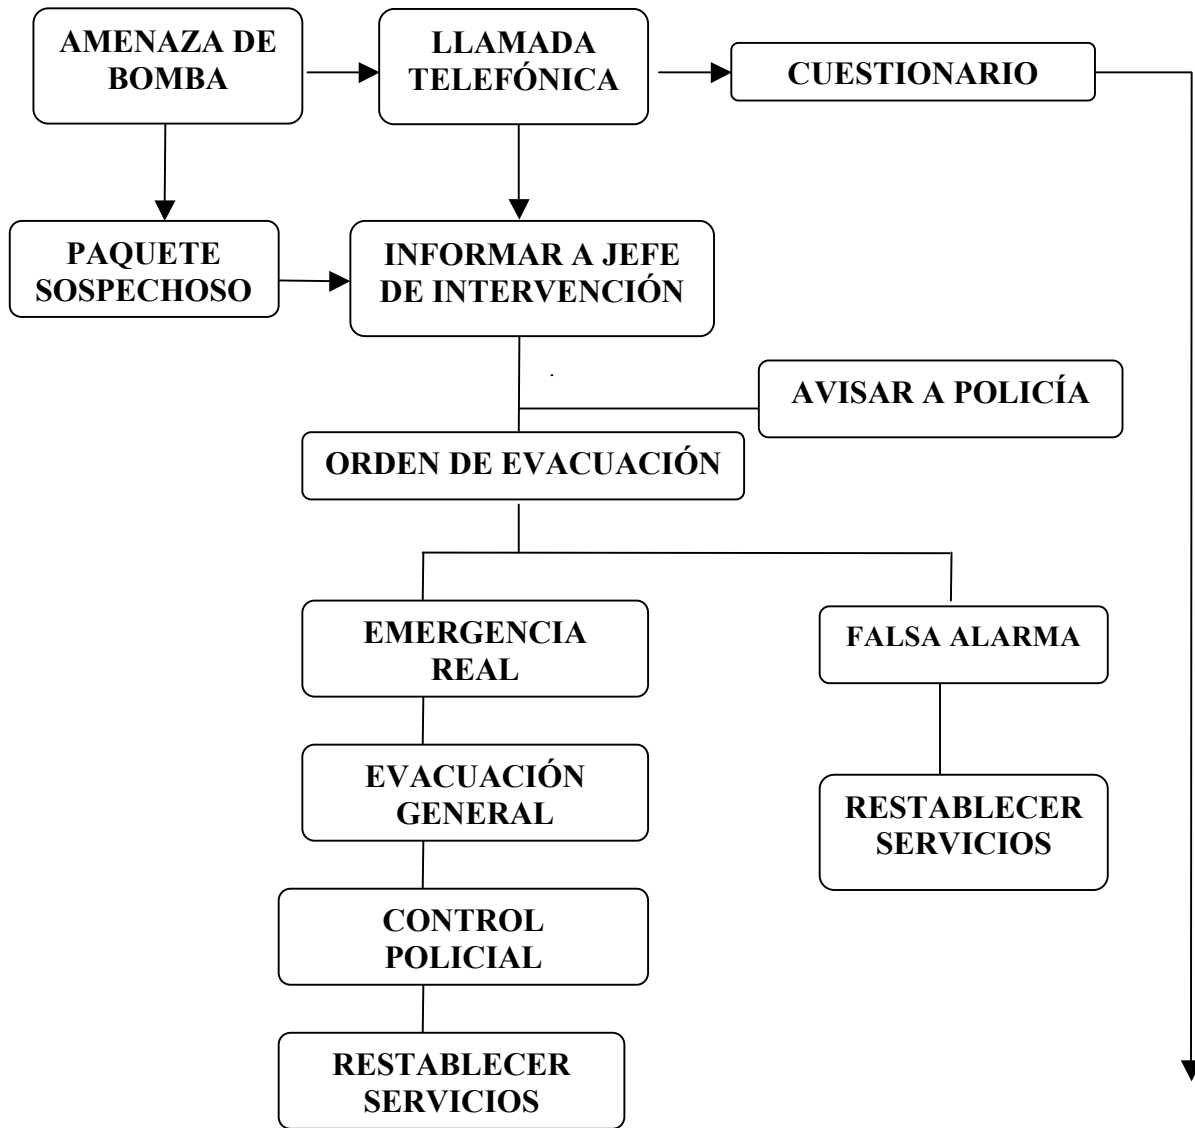 AMENAZA DE
BOMBA
LLAMADA
TELEFÓNICA
CUESTIONARIO
PAQUETE
SOSPECHOSO
INFORMAR A JEFE
DE INTERVENCIÓN
AVISAR A POLICÍA
ORDEN DE EVACUACIÓN
EMERGENCIA
REAL
FALSA ALARMA
EVACUACIÓN
GENERAL
RESTABLECER
SERVICIOS
CONTROL
POLICIAL
RESTABLECER
SERVICIOS